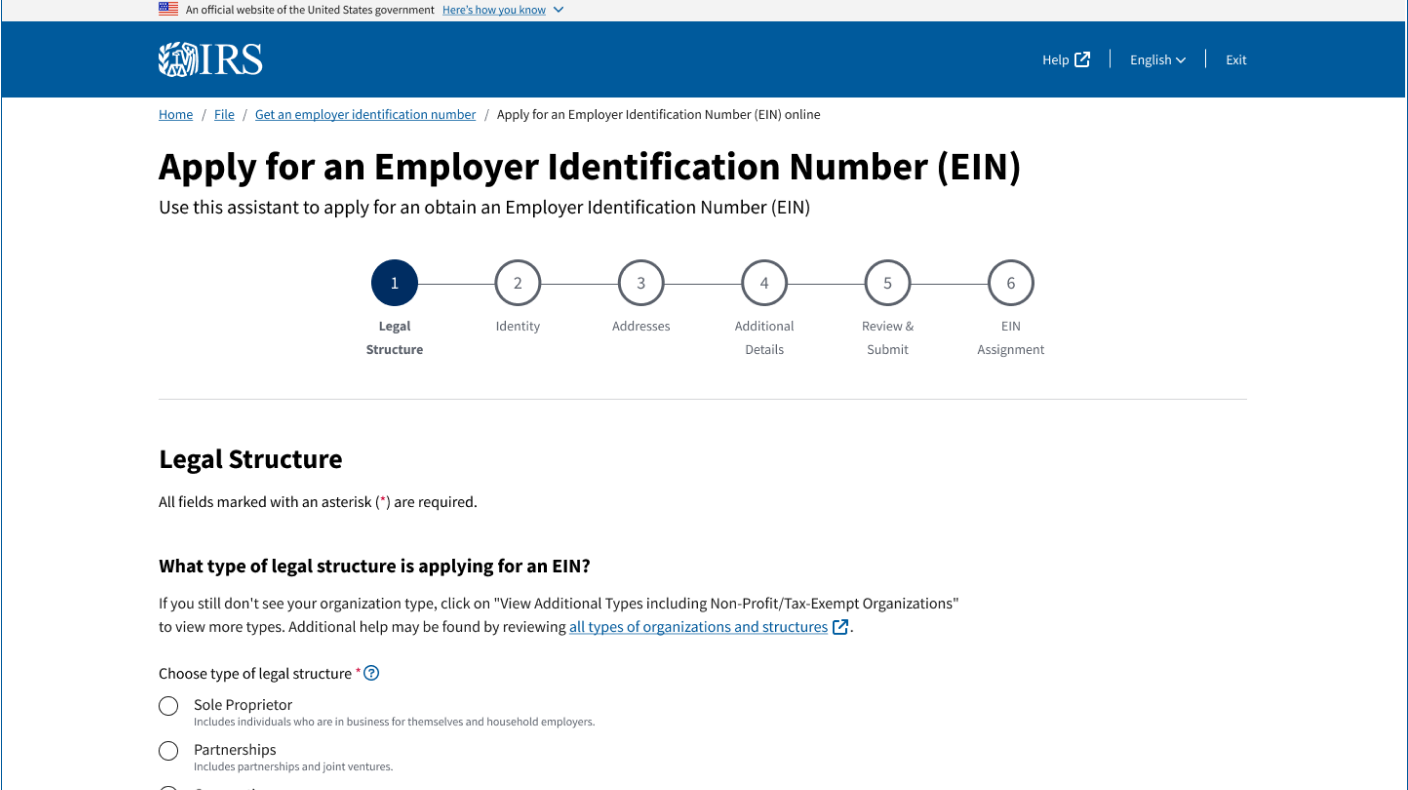 An official website of the United States government Here's how you know
IRS
Help
English
Exit
Home / File / Get an employer identification number / Apply for an Employer Identification Number (EIN) online
Apply for an Employer Identification Number (EIN)
Use this assistant to apply for an obtain an Employer Identification Number (EIN)
1 2 3 4 5 6
Legal Structure
Identity
Addresses
Additional Details
Review & Submit
EIN Assignment
Legal Structure
All fields marked with an asterisk (*) are required.
What type of legal structure is applying for an EIN?
If you still don't see your organization type, click on "View Additional Types including Non-Profit/Tax-Exempt Organizations"
to view more types. Additional help may be found by reviewing all types of organizations and structures.
Choose type of legal structure * ?
Sole Proprietor
Includes individuals who are in business for themselves and household employers.
Partnerships
Includes partnerships and joint ventures.